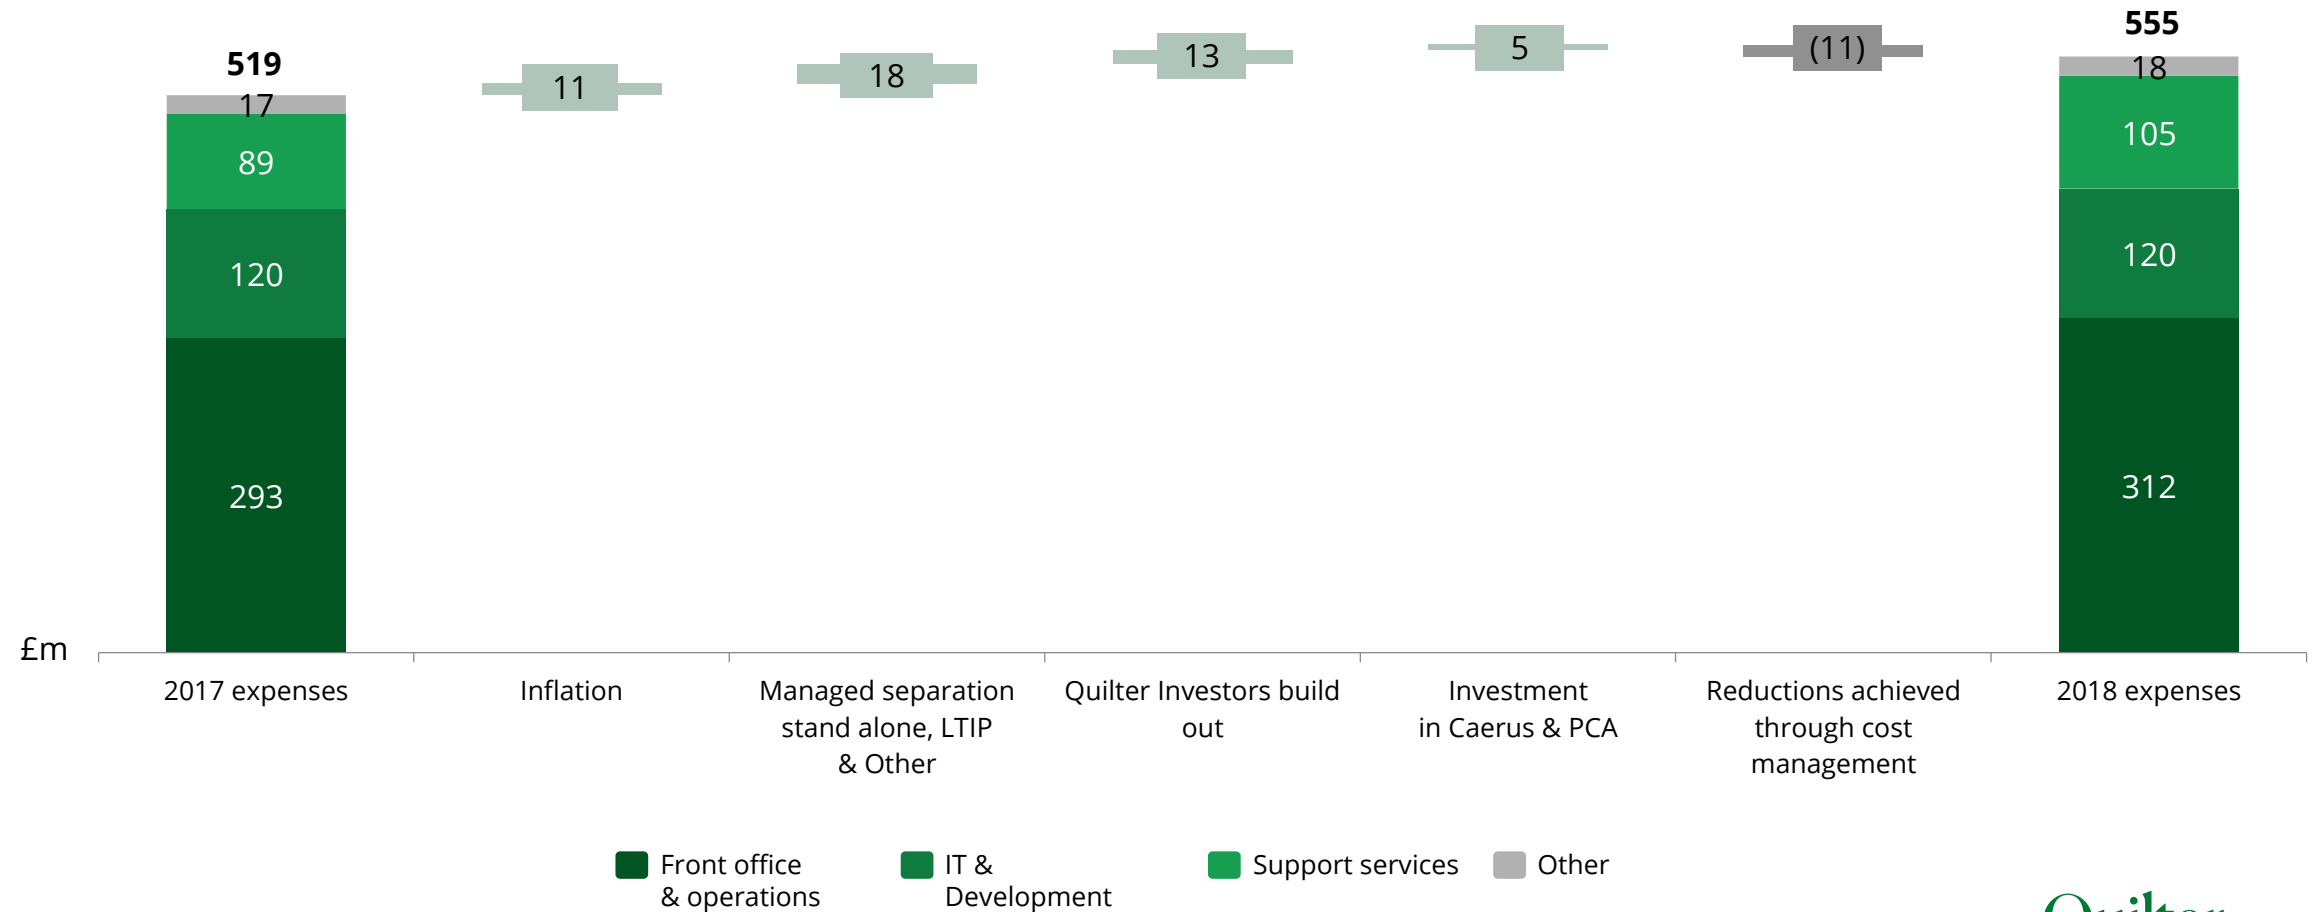 519
17
89
120
293
11
18
13
5
(11)
555
18
105
120
312
£m
2017 expenses
Inflation
Managed separation
stand alone, LTIP
& Other
Quilter Investors build
out
Investment
in Caerus & PCA
Reductions achieved
through cost
management
2018 expenses
Front office
& operations
IT &
Development
Support services
Other
Quilter